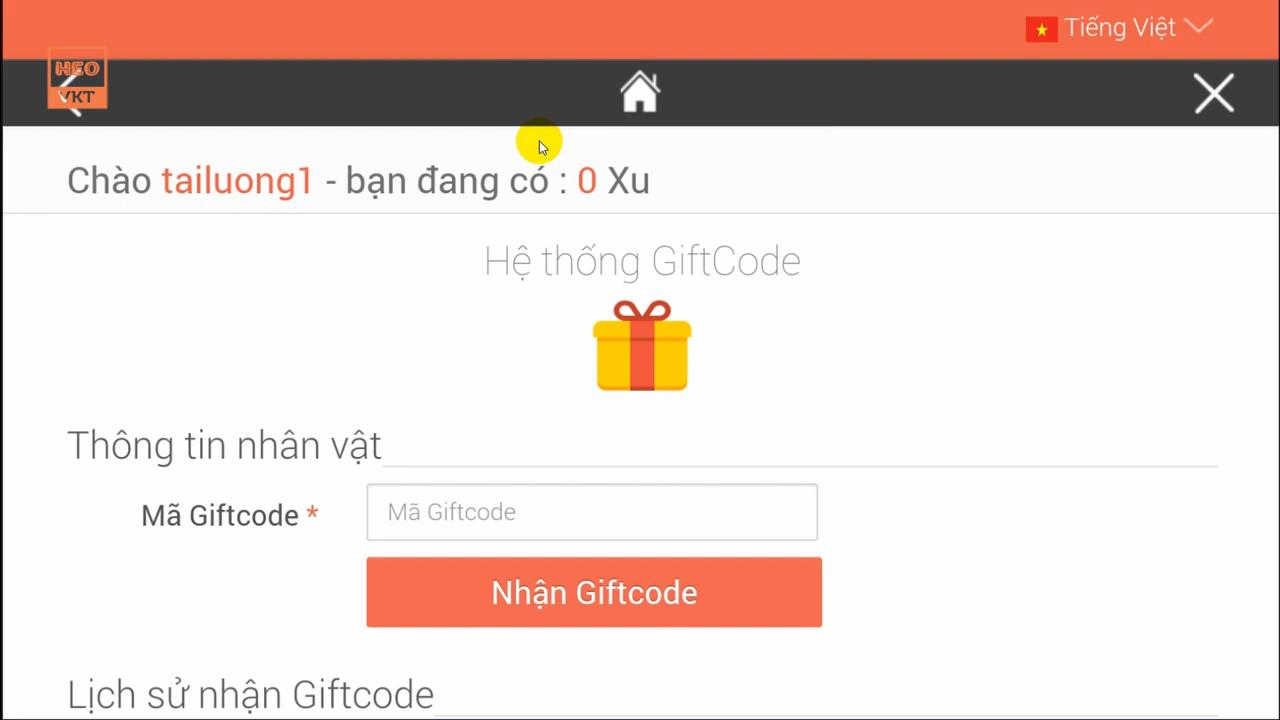 Tiếng Việt
HEO
VKT
Chào tailuong1 - bạn đang có : 0 Xu
Hệ thống GiftCode
Thông tin nhân vật
Mã Giftcode * Mã Giftcode
Nhận Giftcode
Lịch sử nhận Giftcode